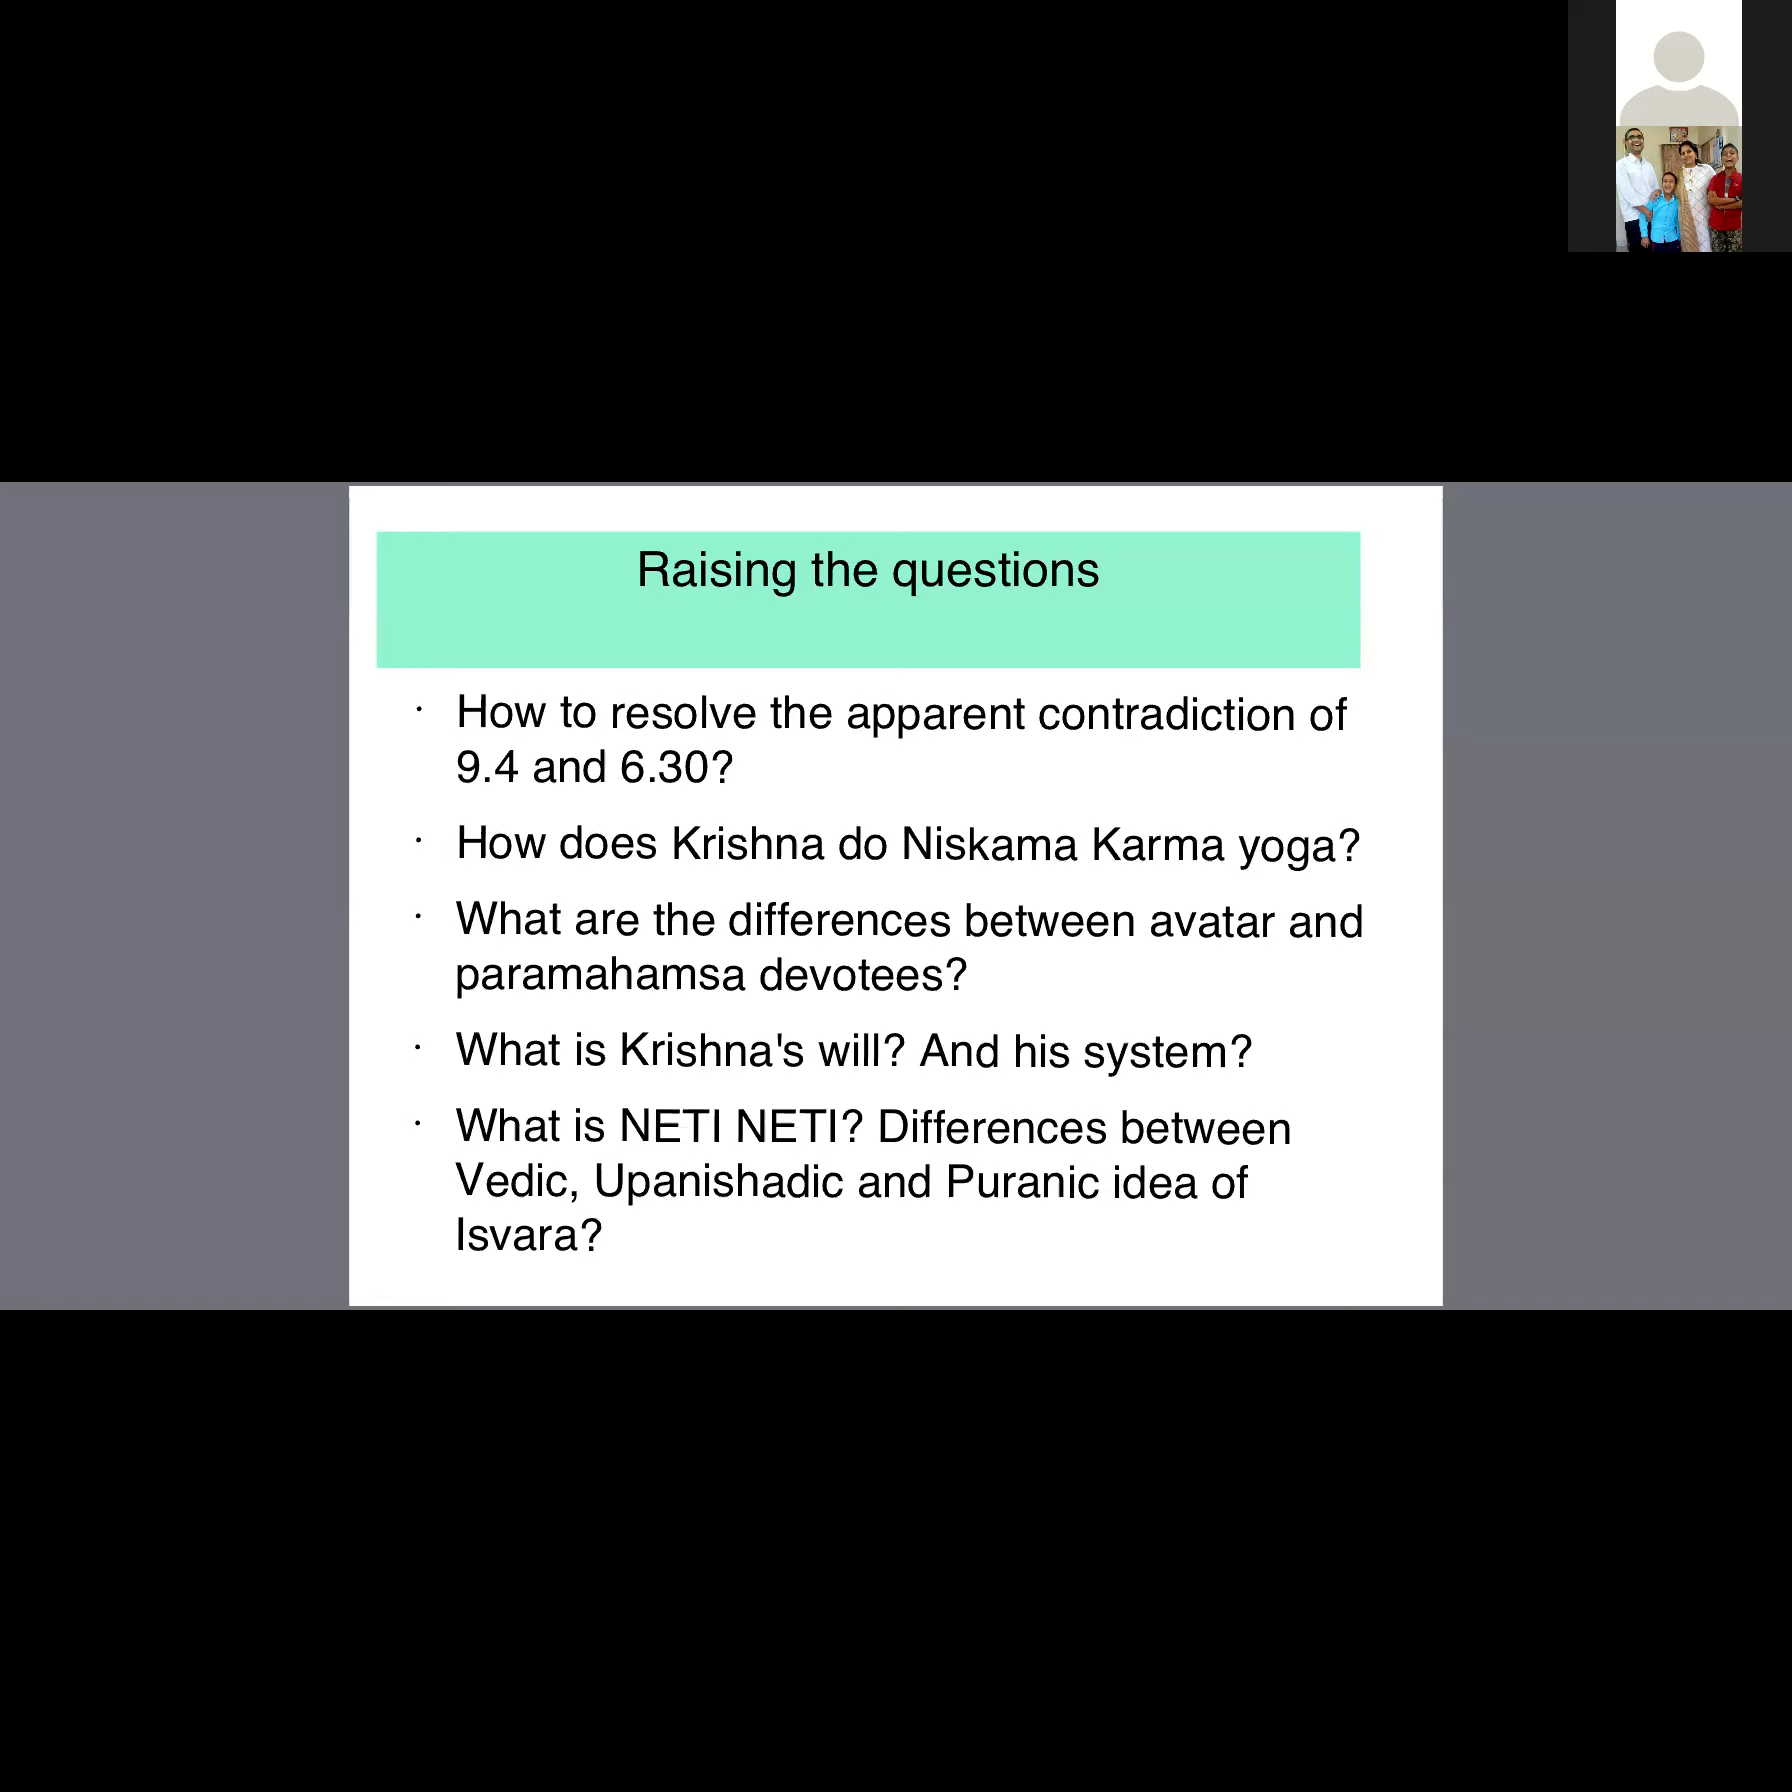 Raising the questions
· How to resolve the apparent contradiction of
9.4 and 6.30?
· How does Krishna do Niskama Karma yoga?
· What are the differences between avatar and
paramahamsa devotees?
· What is Krishna's will? And his system?
· What is NETI NETI? Differences between
Vedic, Upanishadic and Puranic idea of
Isvara?